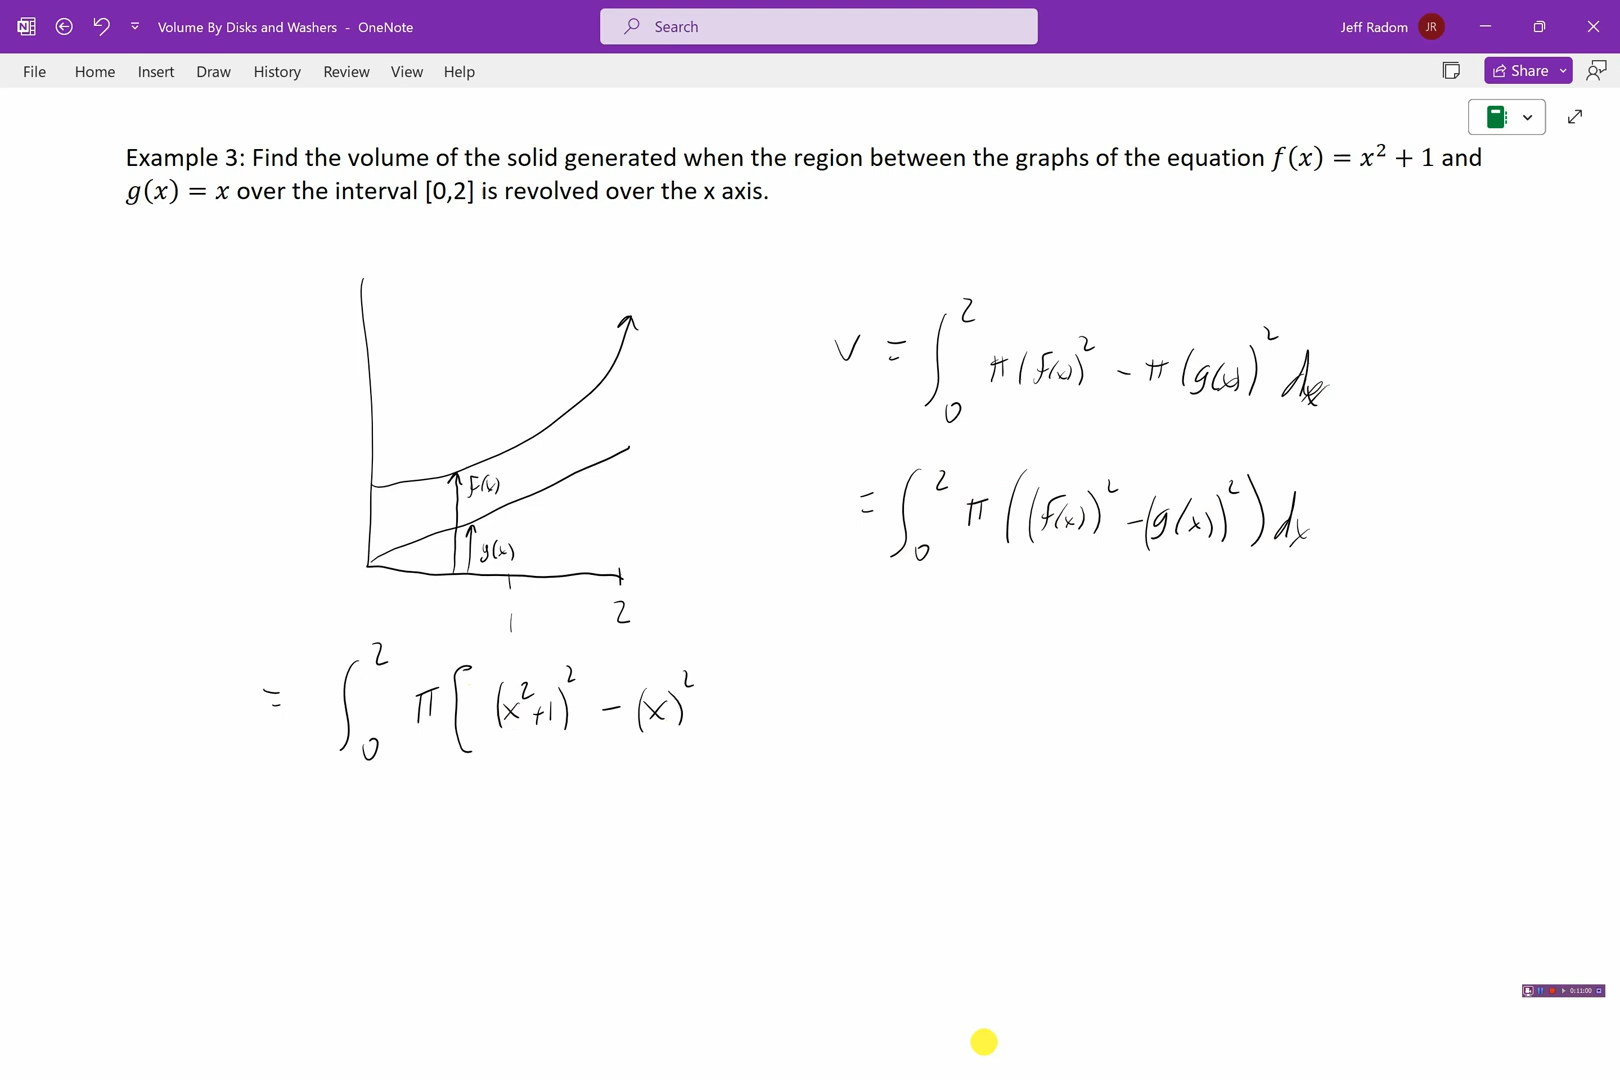 Volume By Disks and Washers - OneNote
Search
Jeff Radom JR
File Home Insert Draw History Review View Help
Share
Example 3: Find the volume of the solid generated when the region between the graphs of the equation f(x) = x² + 1 and
g(x) = x over the interval [0,2] is revolved over the x axis.
V = ∫₀² π(f(x))² - π(g(x))² dx
= ∫₀² π((f(x))² - (g(x))²) dx
f(x)
g(x)
1 2
= ∫₀² π[(x²+1)² - (x)²
0:11:00